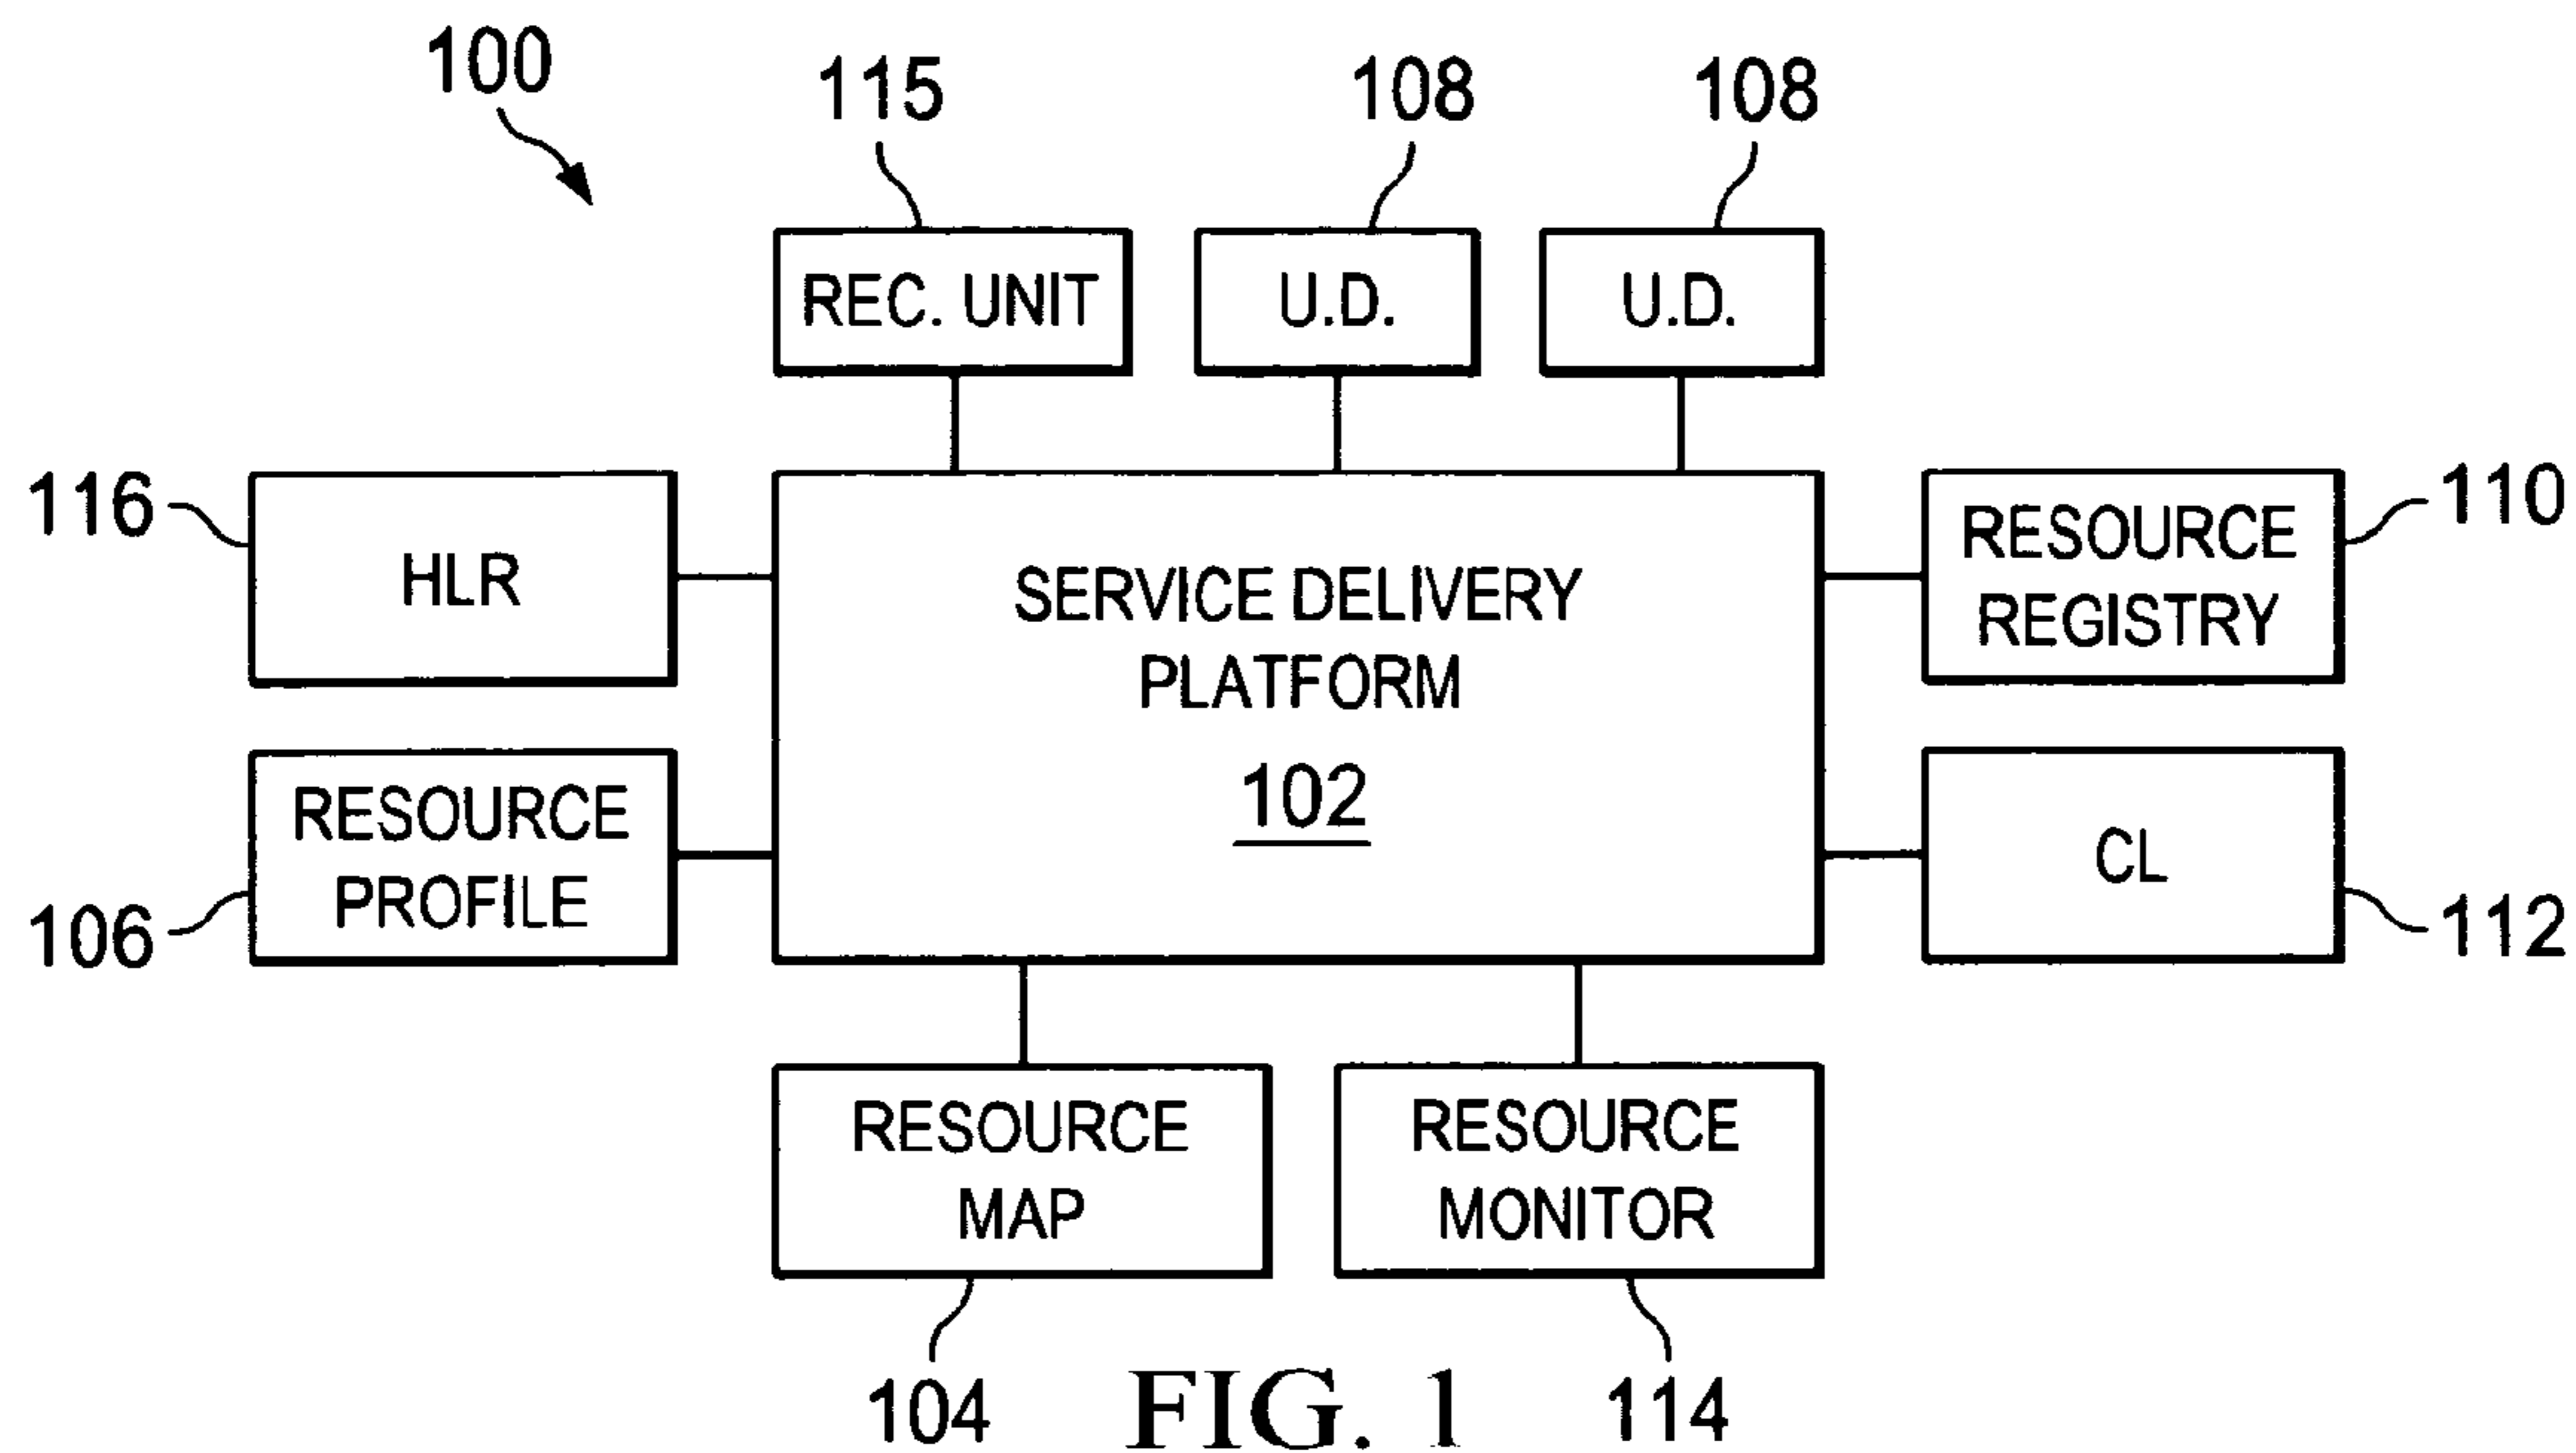 100
115
108
108
REC. UNIT
U.D.
U.D.
116
HLR
SERVICE DELIVERY
PLATFORM
102
RESOURCE
REGISTRY
110
RESOURCE
PROFILE
106
CL
112
RESOURCE
MAP
RESOURCE
MONITOR
104
114
FIG. 1